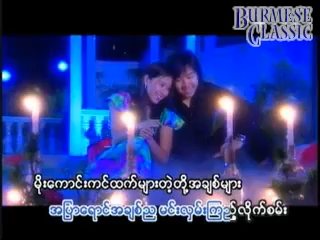 BURMESE
CLASSIC
မိုးကောင်းကင်ထက်များတဲ့တို့အချစ်များ
အပြာရောင်အချစ်ည မင်းလှမ်းကြည့်လိုက်စမ်း